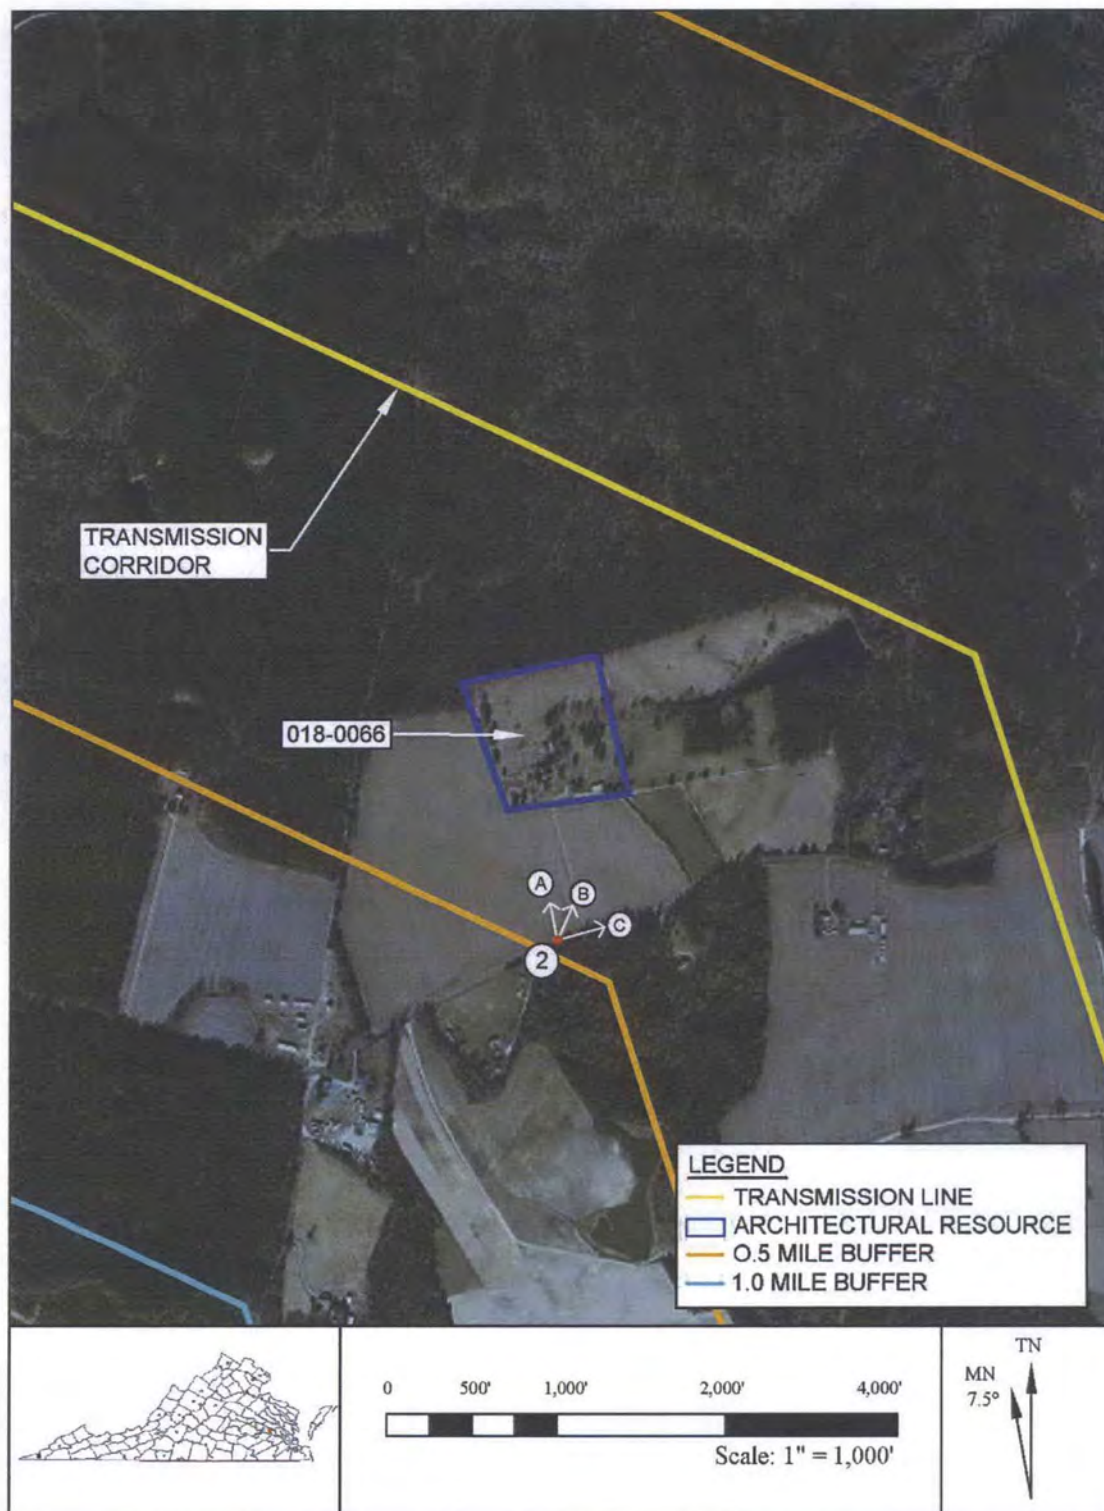 TRANSMISSION
CORRIDOR
018-0066
A
B
C
2
LEGEND
TRANSMISSION LINE
ARCHITECTURAL RESOURCE
0.5 MILE BUFFER
1.0 MILE BUFFER
0 500' 1,000' 2,000' 4,000'
Scale: 1" = 1,000'
TN
MN
7.5°